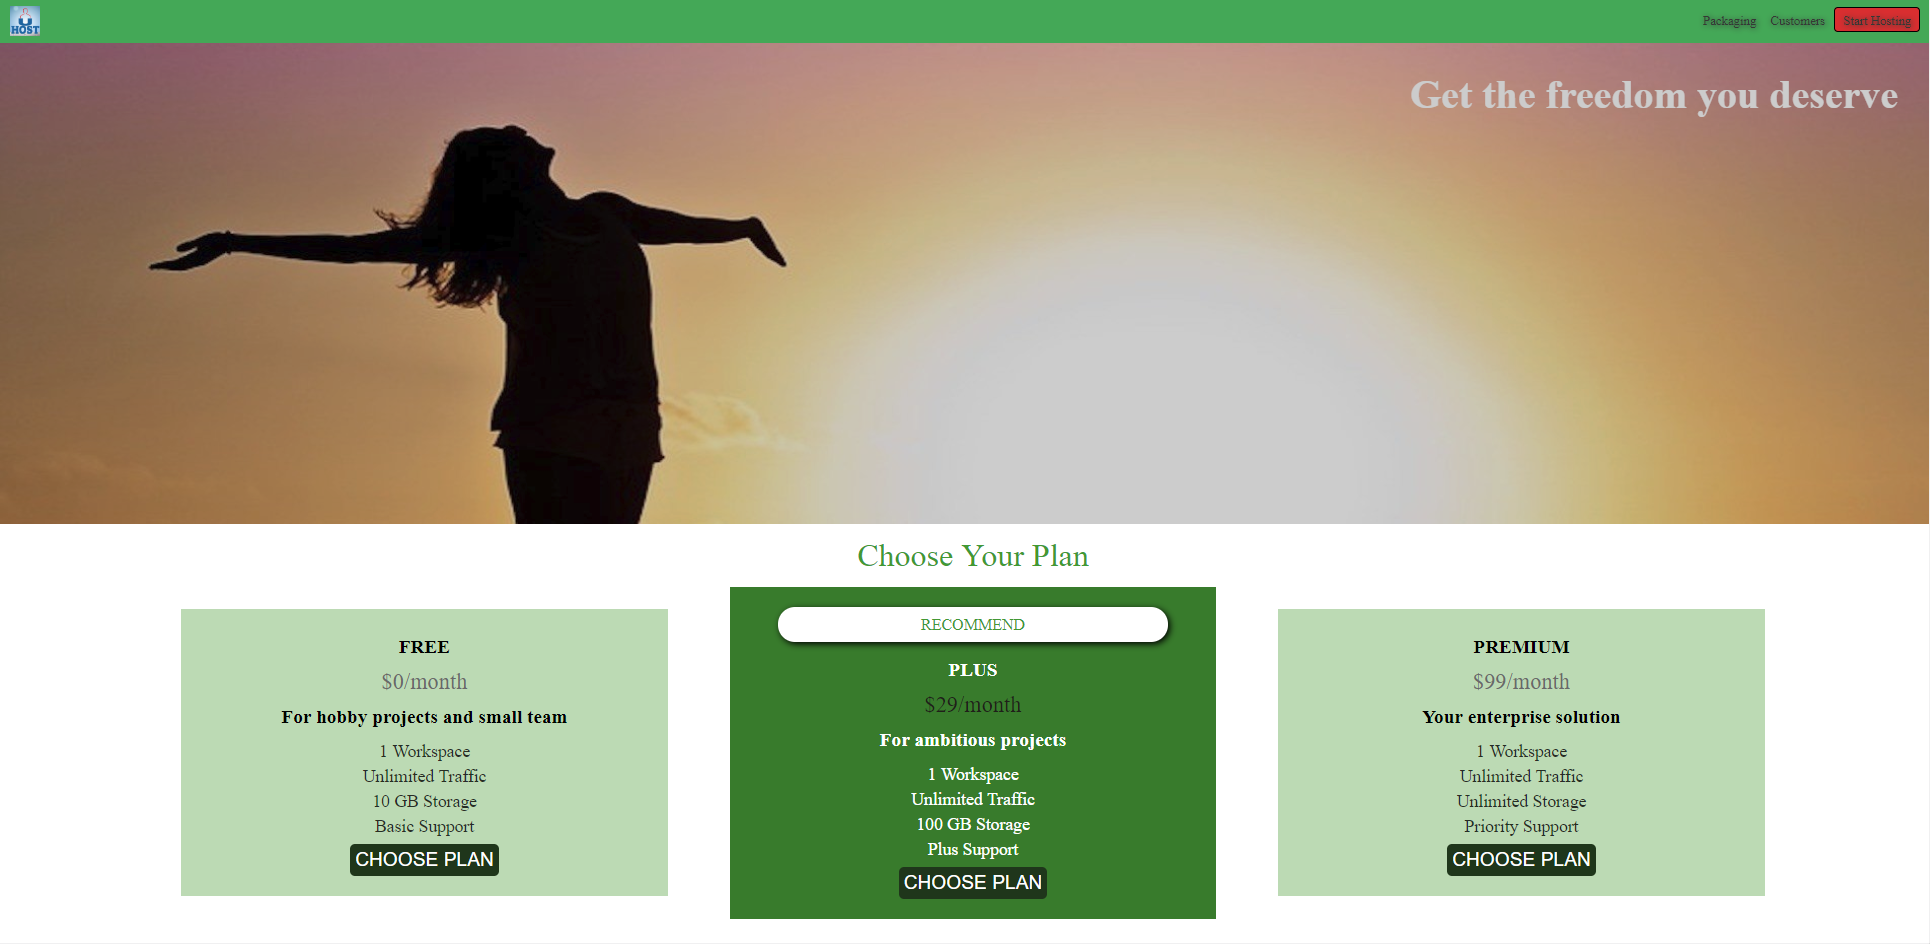 HOST
Packaging Customers Start Hosting
Get the freedom you deserve
Choose Your Plan
FREE
$0/month
For hobby projects and small team
1 Workspace
Unlimited Traffic
10 GB Storage
Basic Support
CHOOSE PLAN
RECOMMEND
PLUS
$29/month
For ambitious projects
1 Workspace
Unlimited Traffic
100 GB Storage
Plus Support
CHOOSE PLAN
PREMIUM
$99/month
Your enterprise solution
1 Workspace
Unlimited Traffic
Unlimited Storage
Priority Support
CHOOSE PLAN